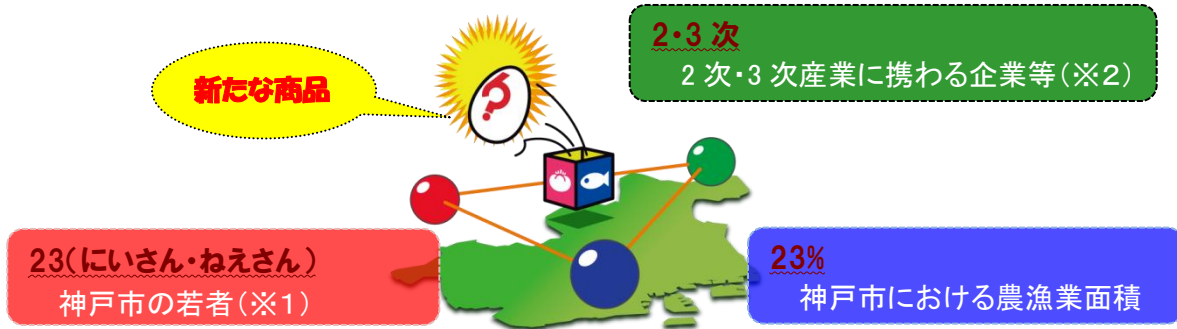 新たな商品
?
2・3 次
2 次・3 次産業に携わる企業等（※２）
23（にいさん・ねえさん）
神戸市の若者（※１）
23%
神戸市における農漁業面積